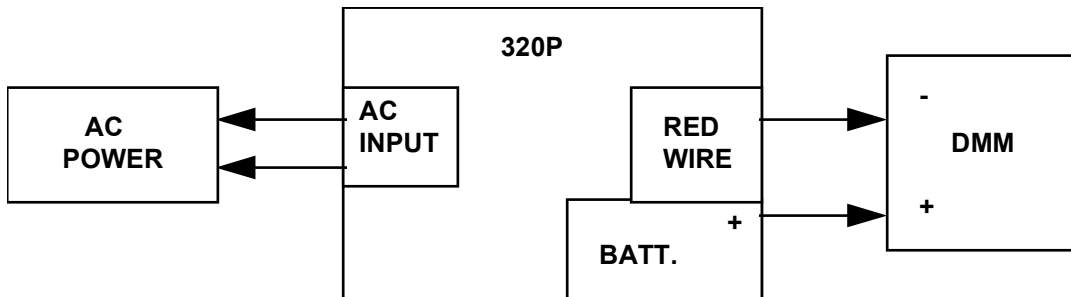 320P
AC
POWER
AC
INPUT
RED
WIRE
-
DMM
+
+
BATT.